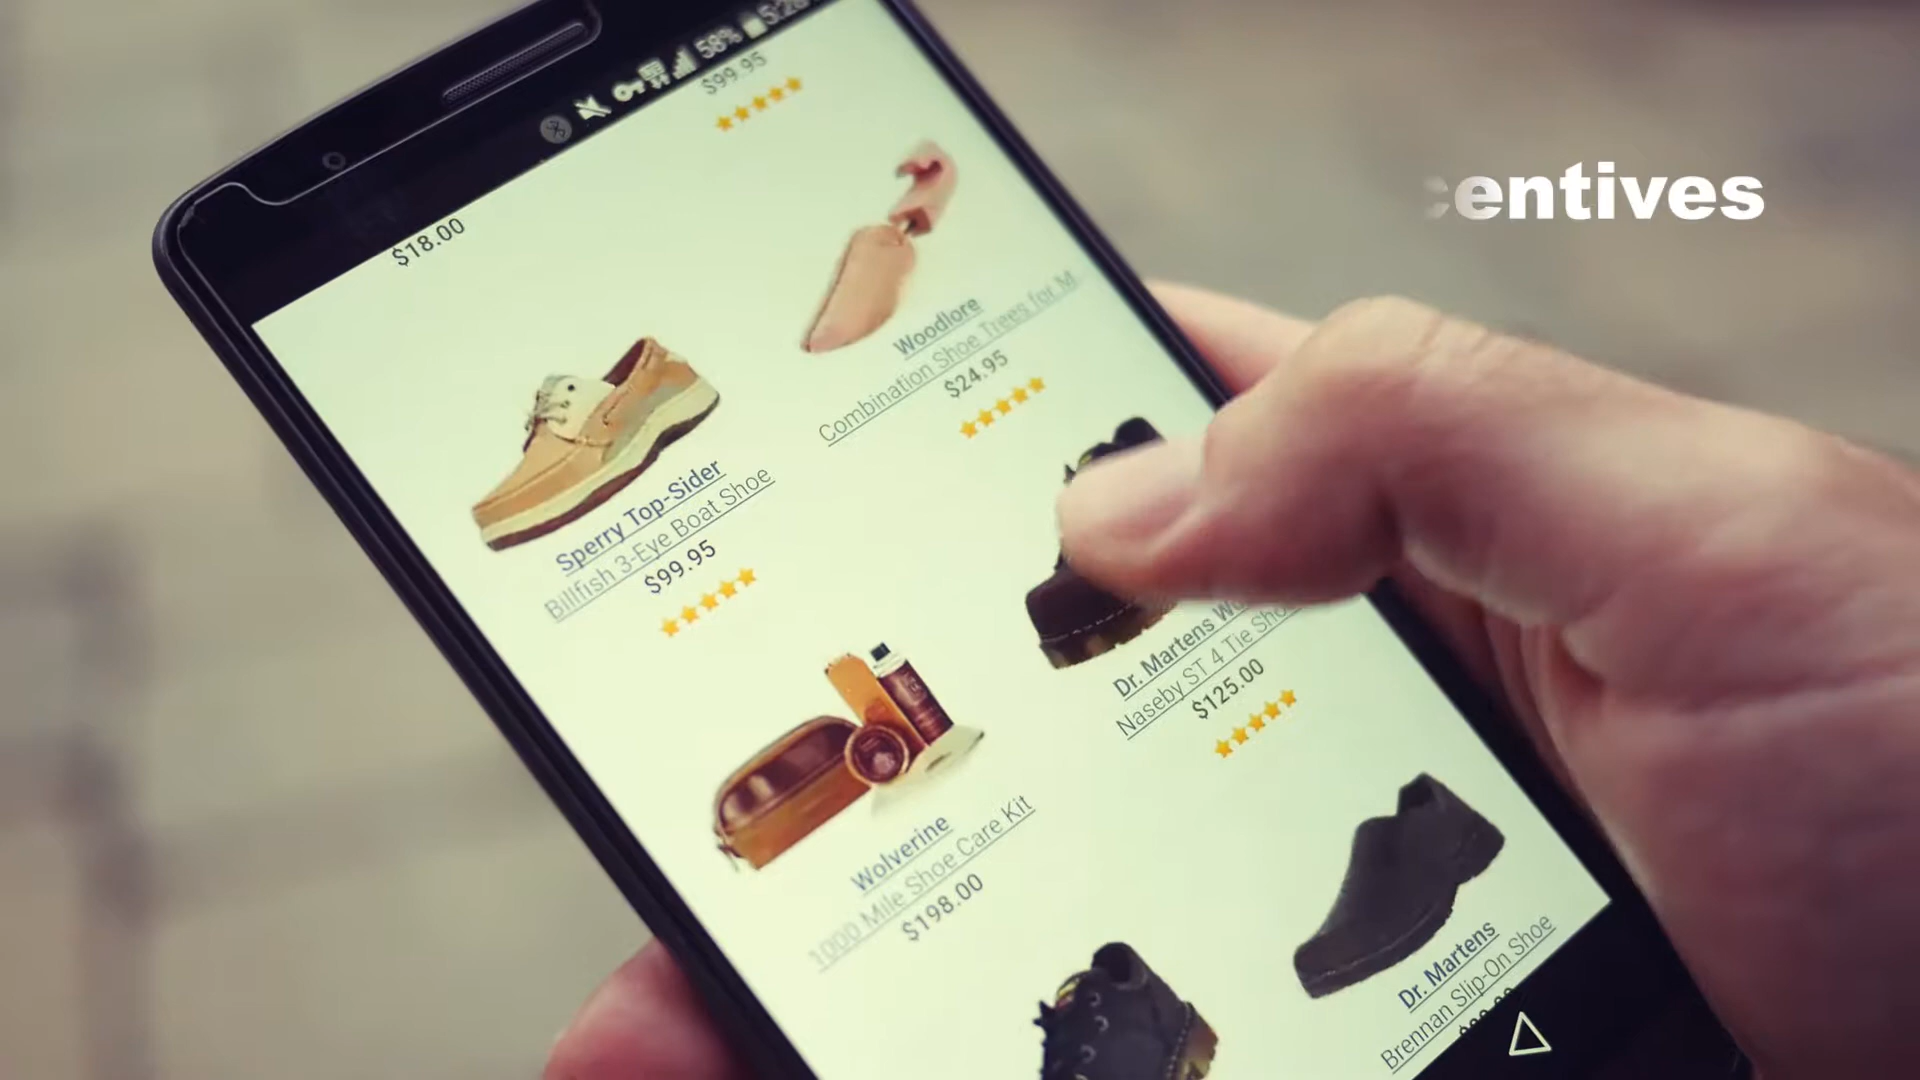 58%
$99.95
centives
$18.00
Woodlore
Combination Shoe Trees for M
$24.95
Sperry Top-Sider
Billfish 3-Eye Boat Shoe
$99.95
Dr. Martens
Naseby ST 4 Tie Sho
$125.00
Wolverine
1000 Mile Shoe Care Kit
$198.00
Dr. Martens
Brennan Slip-On Shoe